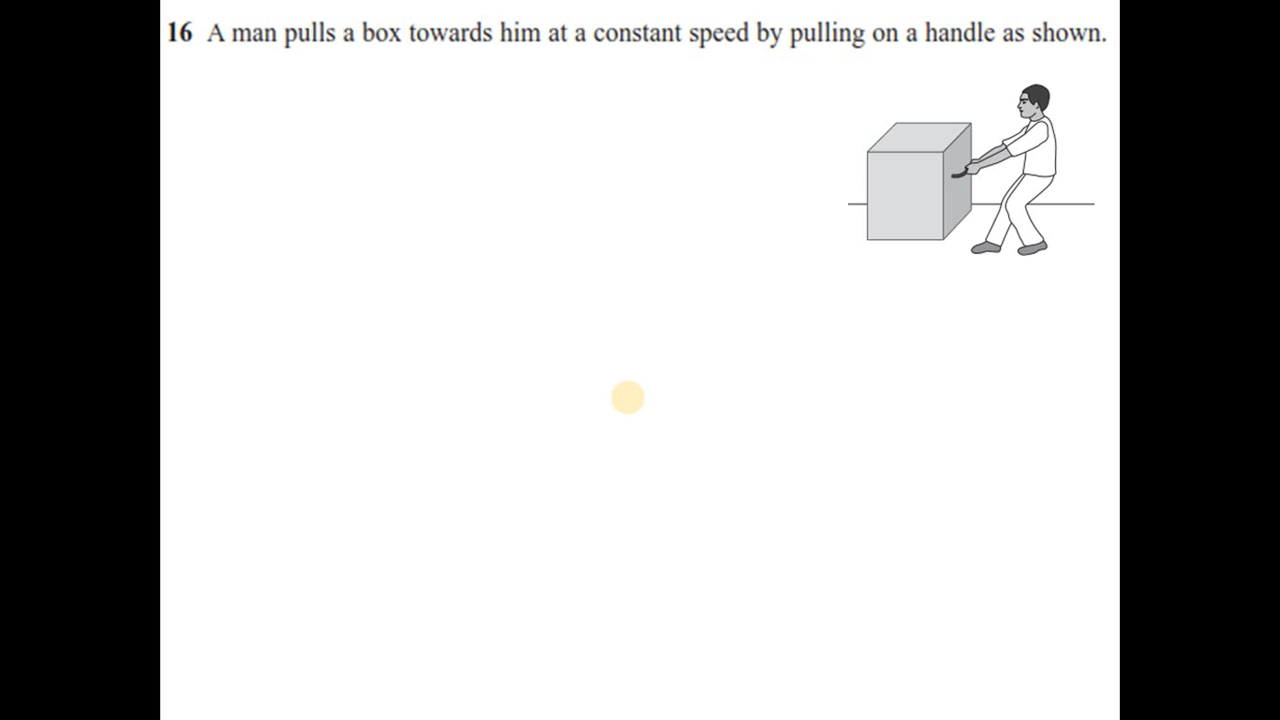 16 A man pulls a box towards him at a constant speed by pulling on a handle as shown.